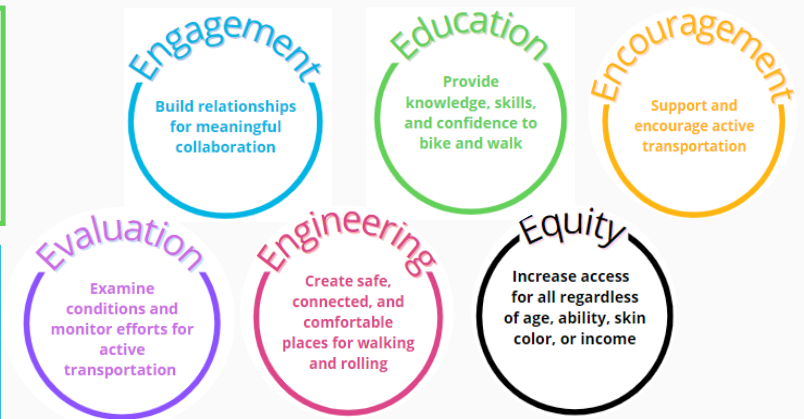 Engagement
Build relationships
for meaningful
collaboration
Education
Provide
knowledge, skills,
and confidence to
bike and walk
Encouragement
Support and
encourage active
transportation
Evaluation
Examine
conditions and
monitor efforts for
active
transportation
Engineering
Create safe,
connected, and
comfortable
places for walking
and rolling
Equity
Increase access
for all regardless
of age, ability, skin
color, or income